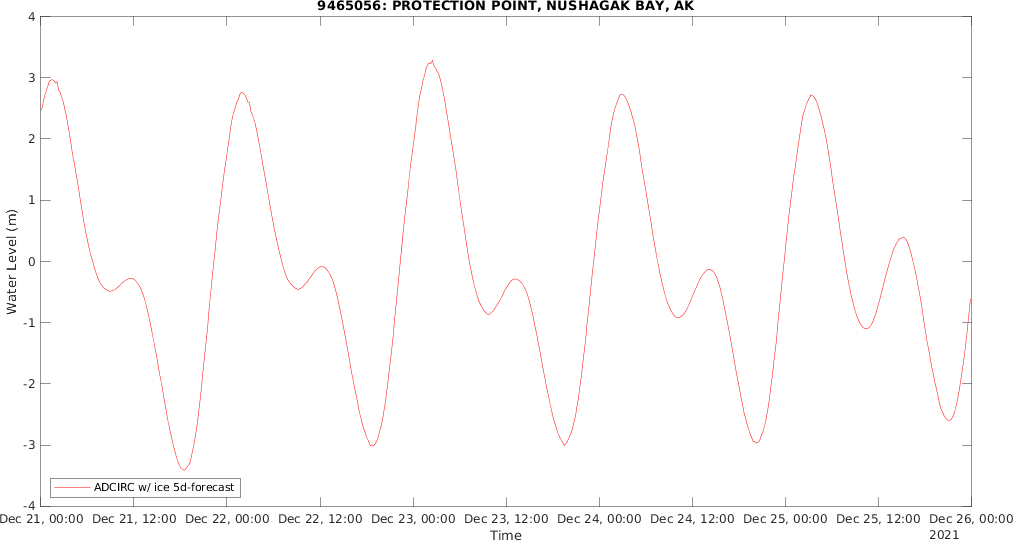 9465056: PROTECTION POINT, NUSHAGAK BAY, AK
4
3
2
1
0
-1
-2
-3
-4
Water Level (m)
ADCIRC w/ ice 5d-forecast
Dec 21, 00:00 Dec 21, 12:00 Dec 22, 00:00 Dec 22, 12:00 Dec 23, 00:00 Dec 23, 12:00 Dec 24, 00:00 Dec 24, 12:00 Dec 25, 00:00 Dec 25, 12:00 Dec 26, 00:00
Time
2021